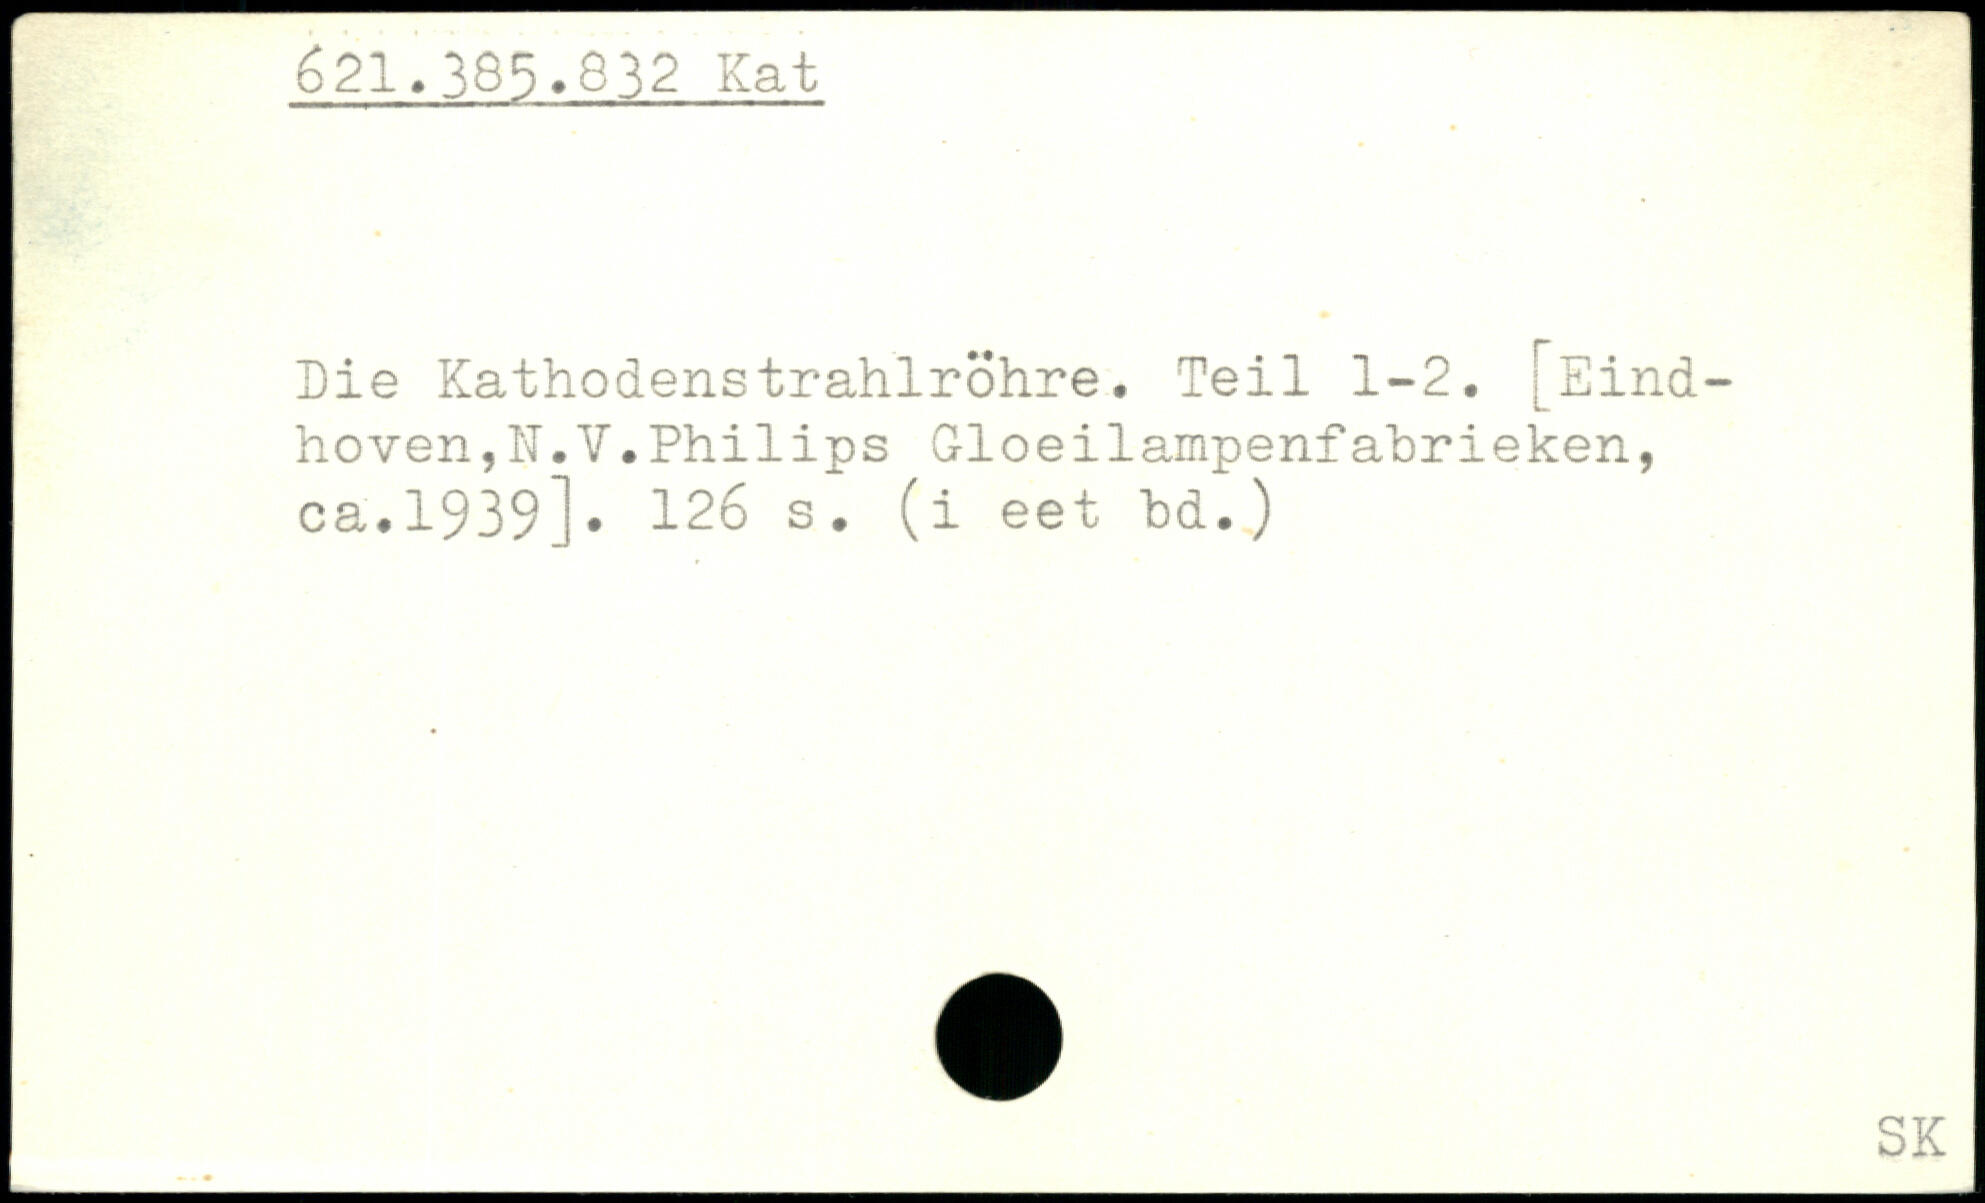 621.385.832 Kat
Die Kathodenstrahlröhre. Teil 1-2. [Eind-
hoven,N.V.Philips Gloeilampenfabrieken,
ca.1939]. 126 s. (i eet bd.)
SK